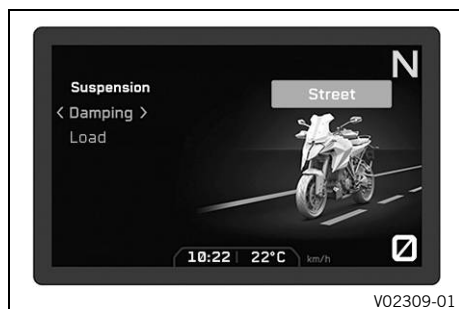 N
Suspension
Street
< Damping >
Load
10:22 22°C km/h
V02309-01